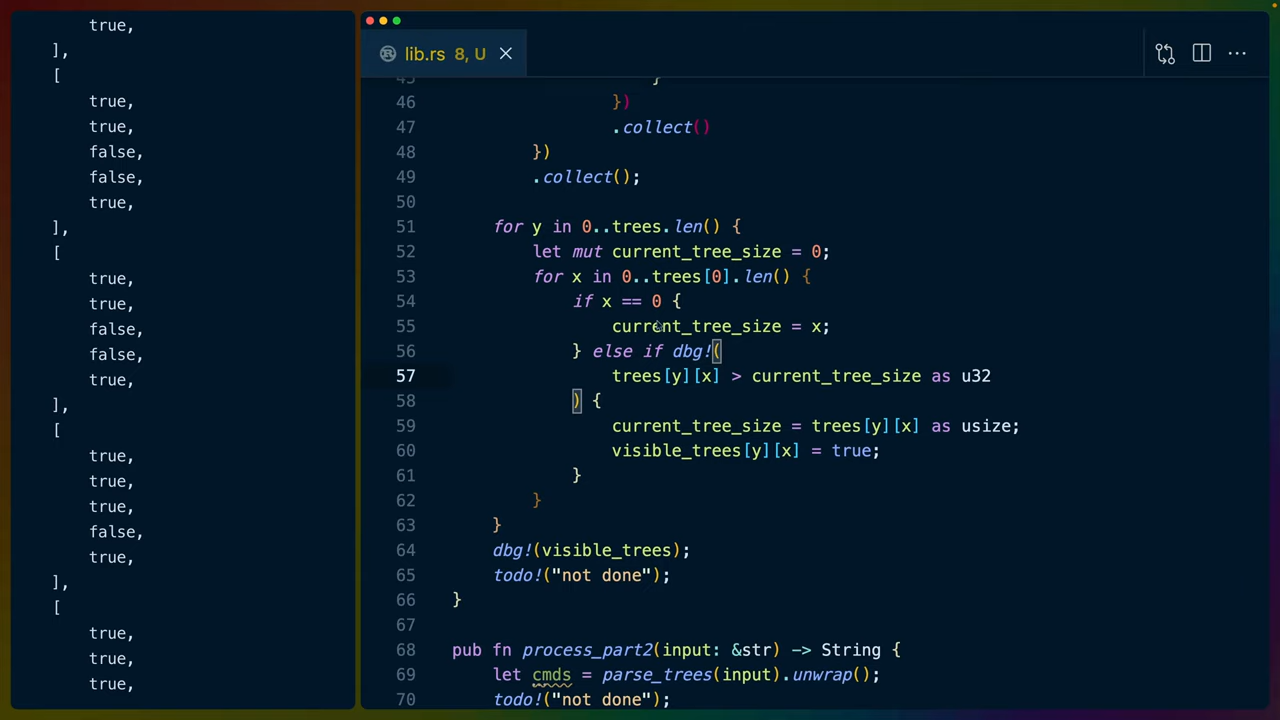 true,
],
[
true,
true,
false,
false,
true,
],
[
true,
true,
false,
false,
true,
],
[
true,
true,
true,
false,
true,
],
[
true,
true,
true,
lib.rs 8, U
45 }
46 })
47 .collect()
48 })
49 .collect();
50
51 for y in 0..trees.len() {
52 let mut current_tree_size = 0;
53 for x in 0..trees[0].len() {
54 if x == 0 {
55 current_tree_size = x;
56 } else if dbg!(
57 trees[y][x] > current_tree_size as u32
58 ) {
59 current_tree_size = trees[y][x] as usize;
60 visible_trees[y][x] = true;
61 }
62 }
63 }
64 dbg!(visible_trees);
65 todo!("not done");
66 }
67
68 pub fn process_part2(input: &str) -> String {
69 let cmds = parse_trees(input).unwrap();
70 todo!("not done");